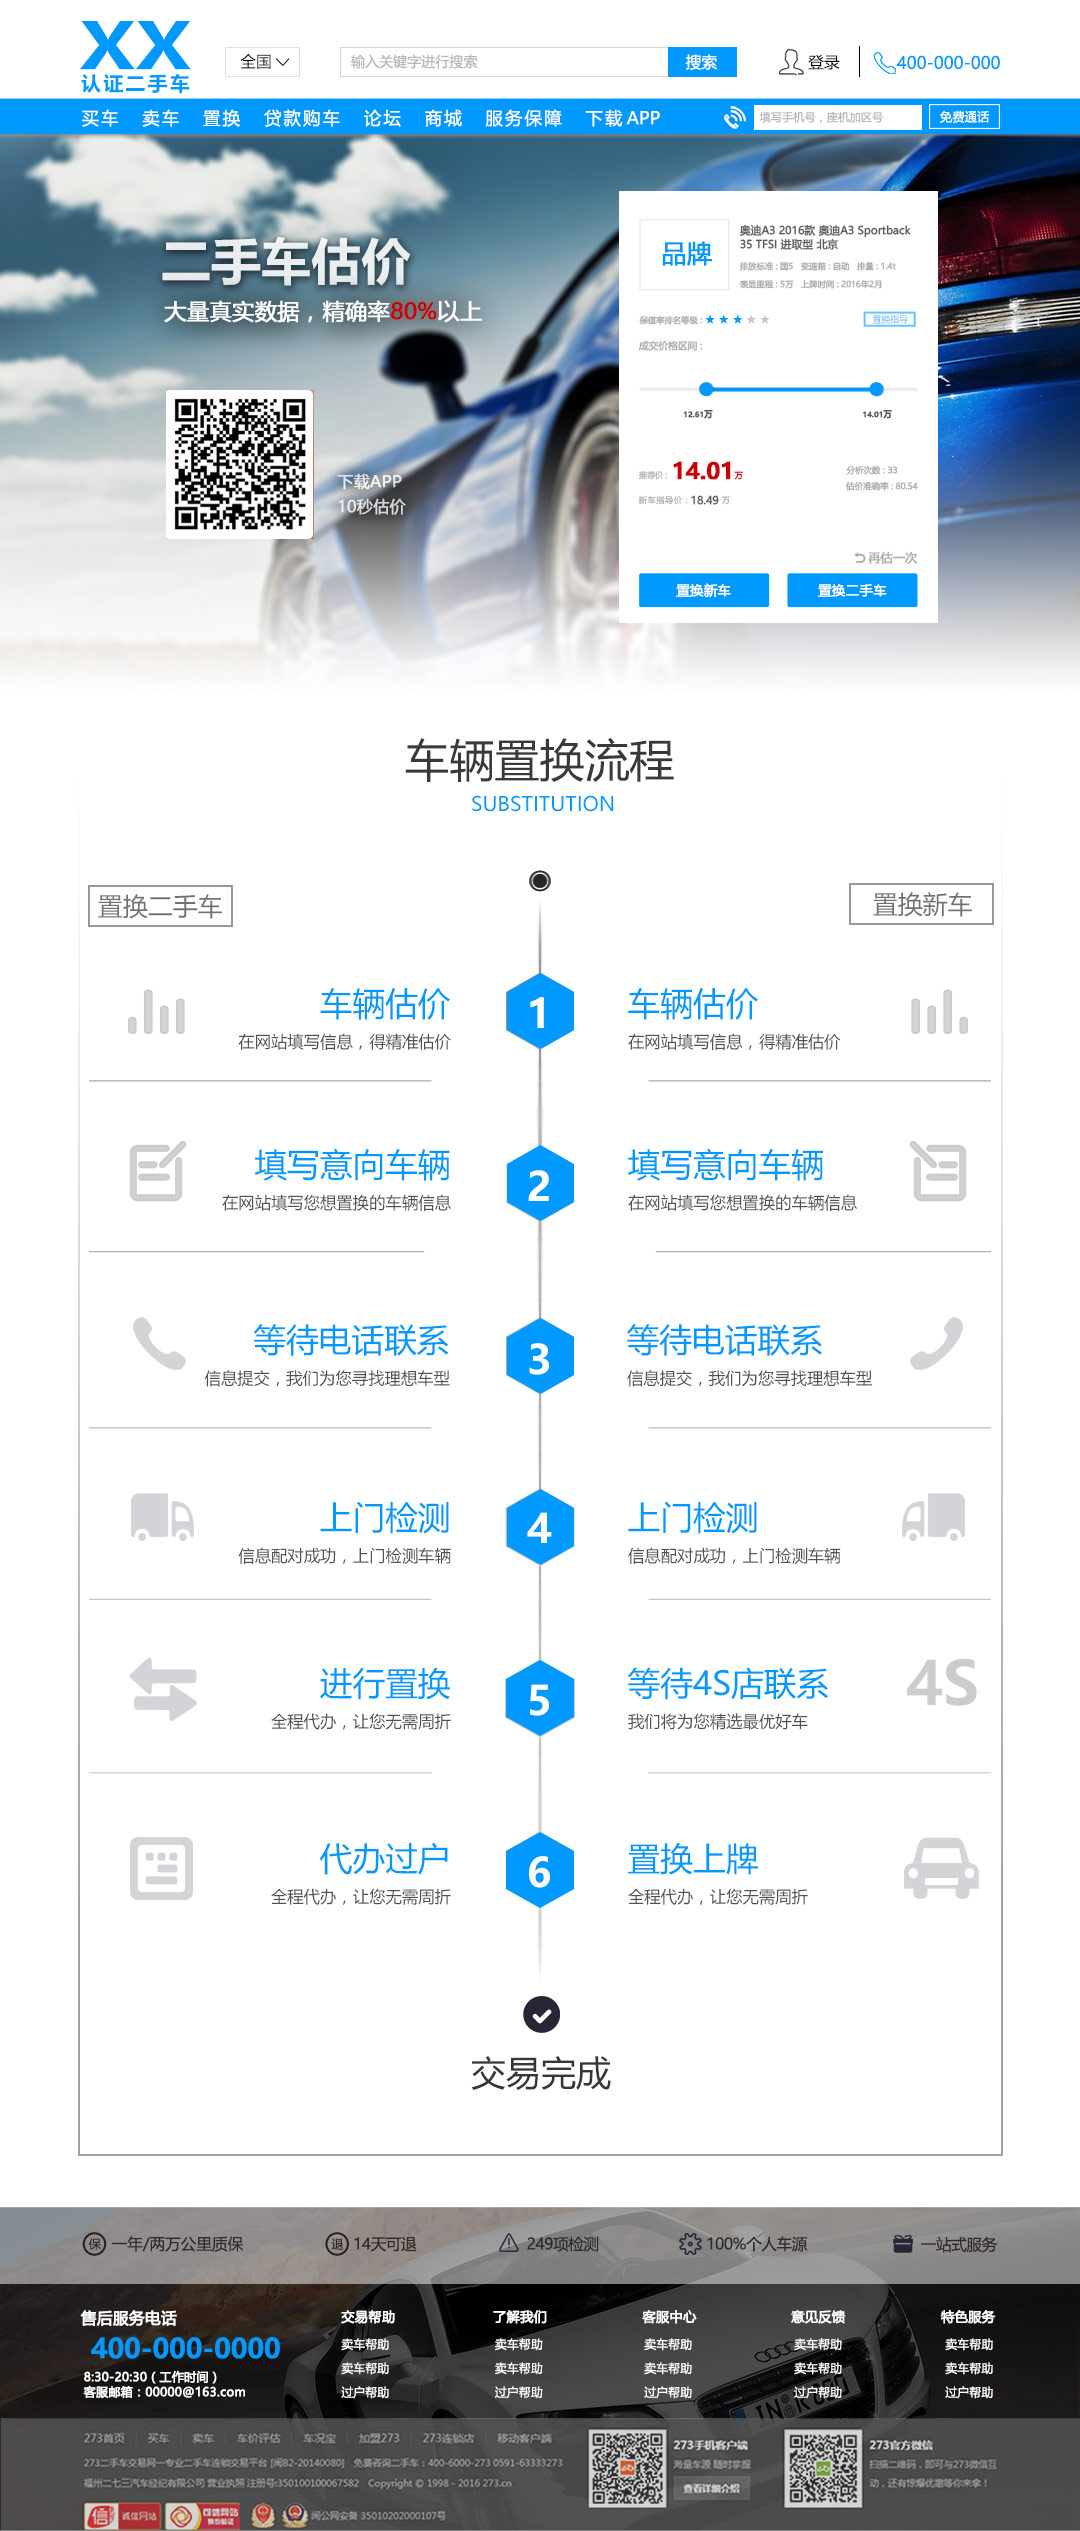 XX
认证二手车
全国
输入关键字进行搜索
搜索
登录
400-000-000
买车 卖车 置换 贷款购车 论坛 商城 服务保障 下载 APP
填写手机号，座机加区号
免费通话
二手车估价
大量真实数据，精确率80%以上
下载APP
10秒估价
品牌
奥迪A3 2016款 奥迪A3 Sportback
35 TFSI 进取型 北京
排放标准 : 国5 变速箱 : 自动 排量 : 1.4t
表显里程 : 5万 上牌时间 : 2016年2月
保值率排名等级 : ★★★★★
置换指导
成交价格区间 :
12.61万
14.01万
推荐价 : 14.01万
分析次数 : 33
估价准确率 : 80.54
新车指导价 : 18.49 万
再估一次
置换新车
置换二手车
车辆置换流程
SUBSTITUTION
置换二手车
置换新车
车辆估价
在网站填写信息，得精准估价
1
车辆估价
在网站填写信息，得精准估价
填写意向车辆
在网站填写您想置换的车辆信息
2
填写意向车辆
在网站填写您想置换的车辆信息
等待电话联系
信息提交，我们为您寻找理想车型
3
等待电话联系
信息提交，我们为您寻找理想车型
上门检测
信息配对成功，上门检测车辆
4
上门检测
信息配对成功，上门检测车辆
进行置换
全程代办，让您无需周折
5
等待4S店联系
我们将为您精选最优好车
4S
代办过户
全程代办，让您无需周折
6
置换上牌
全程代办，让您无需周折
交易完成
保 一年/两万公里质保
退 14天可退
249项检测
100%个人车源
一站式服务
售后服务电话
400-000-0000
8:30-20:30（工作时间）
客服邮箱：00000@163.com
交易帮助
卖车帮助
卖车帮助
过户帮助
了解我们
卖车帮助
卖车帮助
过户帮助
客服中心
卖车帮助
卖车帮助
过户帮助
意见反馈
卖车帮助
卖车帮助
过户帮助
特色服务
卖车帮助
卖车帮助
过户帮助
273首页 买车 卖车 车价评估 车况宝 加盟273 273连锁店 移动客户端
273二手车交易网—专业二手车连锁交易平台 [闽B2-20140080] 免费咨询二手车：400-6000-273 0591-63333273
福州二七三汽车经纪有限公司 营业执照 注册号:350100100067582 Copyright © 1998 - 2016 273.cn
诚信网站
可信网站
闽公网安备 35010202000107号
273手机客户端
海量车源 随时掌握
查看详细介绍
273官方微信
扫描二维码，即可与273微信互
动，还有惊爆优惠等你来拿！